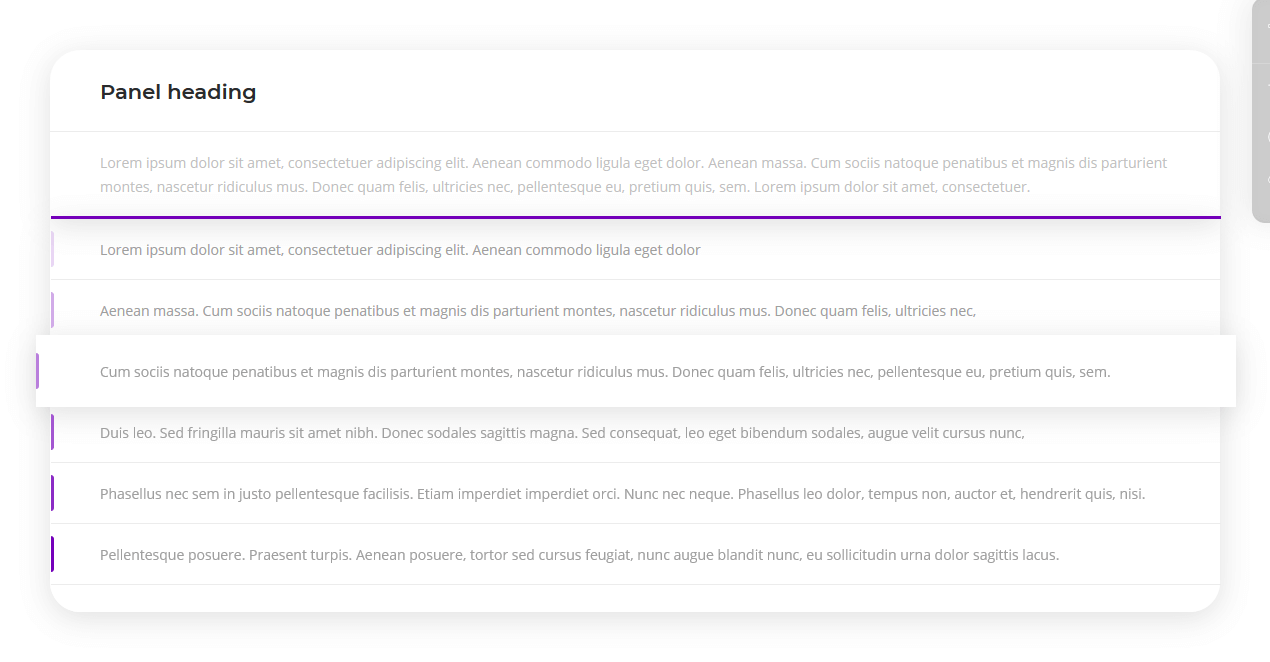 Panel heading
Lorem ipsum dolor sit amet, consectetuer adipiscing elit. Aenean commodo ligula eget dolor. Aenean massa. Cum sociis natoque penatibus et magnis dis parturient
montes, nascetur ridiculus mus. Donec quam felis, ultricies nec, pellentesque eu, pretium quis, sem. Lorem ipsum dolor sit amet, consectetuer.
Lorem ipsum dolor sit amet, consectetuer adipiscing elit. Aenean commodo ligula eget dolor
Aenean massa. Cum sociis natoque penatibus et magnis dis parturient montes, nascetur ridiculus mus. Donec quam felis, ultricies nec,
Cum sociis natoque penatibus et magnis dis parturient montes, nascetur ridiculus mus. Donec quam felis, ultricies nec, pellentesque eu, pretium quis, sem.
Duis leo. Sed fringilla mauris sit amet nibh. Donec sodales sagittis magna. Sed consequat, leo eget bibendum sodales, augue velit cursus nunc,
Phasellus nec sem in justo pellentesque facilisis. Etiam imperdiet imperdiet orci. Nunc nec neque. Phasellus leo dolor, tempus non, auctor et, hendrerit quis, nisi.
Pellentesque posuere. Praesent turpis. Aenean posuere, tortor sed cursus feugiat, nunc augue blandit nunc, eu sollicitudin urna dolor sagittis lacus.